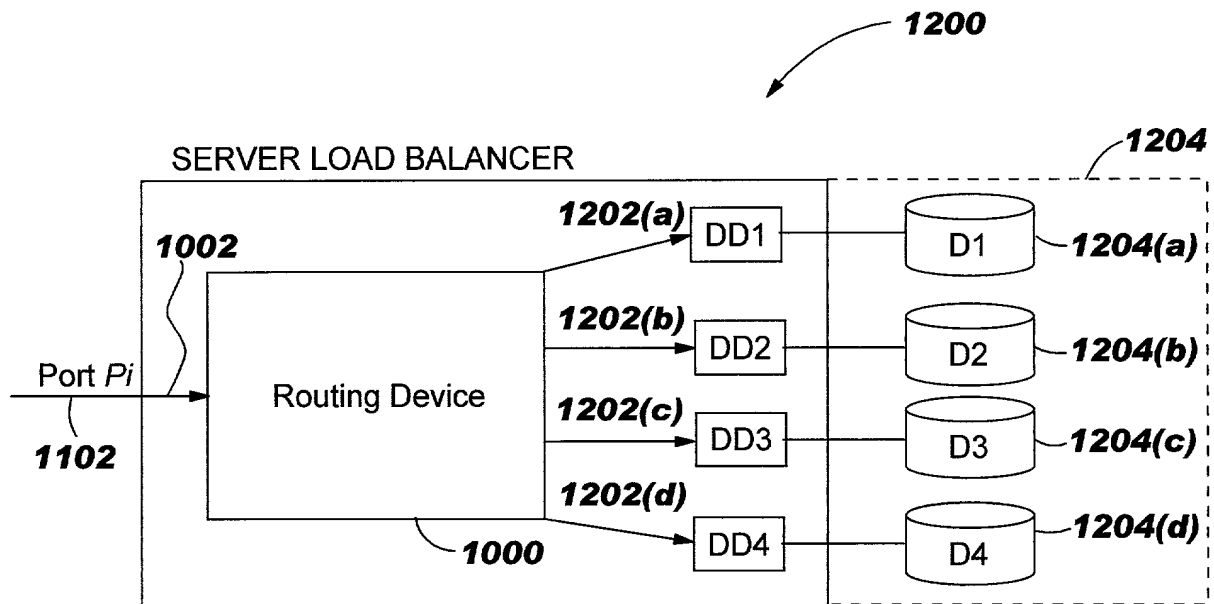 1200
SERVER LOAD BALANCER
1204
1202(a)
DD1
D1
1204(a)
1002
1202(b)
DD2
D2
1204(b)
Port Pi
Routing Device
1202(c)
DD3
D3
1204(c)
1102
1202(d)
DD4
D4
1204(d)
1000